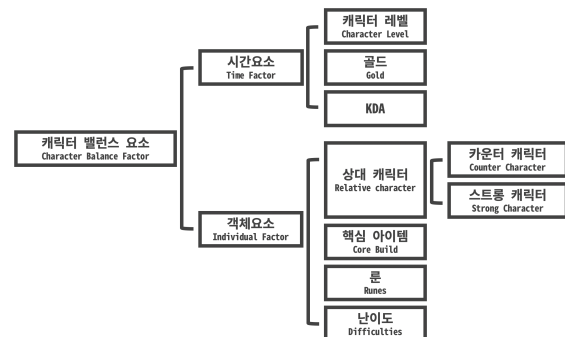 캐릭터 레벨
Character Level
시간요소
Time Factor
골드
Gold
KDA
캐릭터 밸런스 요소
Character Balance Factor
상대 캐릭터
Relative character
카운터 캐릭터
Counter Character
스트롱 캐릭터
Strong Character
객체요소
Individual Factor
핵심 아이템
Core Build
룬
Runes
난이도
Difficulties